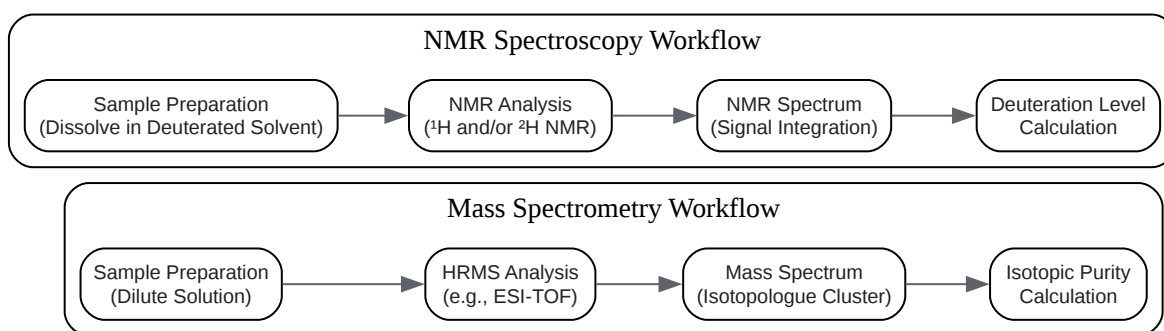 NMR Spectroscopy Workflow
Sample Preparation
(Dissolve in Deuterated Solvent)
NMR Analysis
(¹H and/or ²H NMR)
NMR Spectrum
(Signal Integration)
Deuteration Level
Calculation
Mass Spectrometry Workflow
Sample Preparation
(Dilute Solution)
HRMS Analysis
(e.g., ESI-TOF)
Mass Spectrum
(Isotopologue Cluster)
Isotopic Purity
Calculation